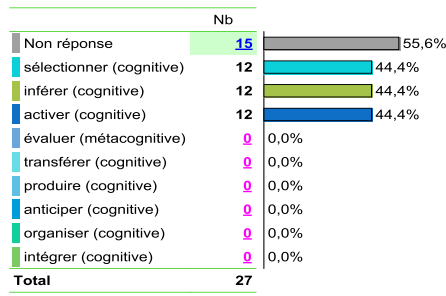 Nb
Non réponse 15 55,6%
sélectionner (cognitive) 12 44,4%
inférer (cognitive) 12 44,4%
activer (cognitive) 12 44,4%
évaluer (métacognitive) 0 0,0%
transférer (cognitive) 0 0,0%
produire (cognitive) 0 0,0%
anticiper (cognitive) 0 0,0%
organiser (cognitive) 0 0,0%
intégrer (cognitive) 0 0,0%
Total 27